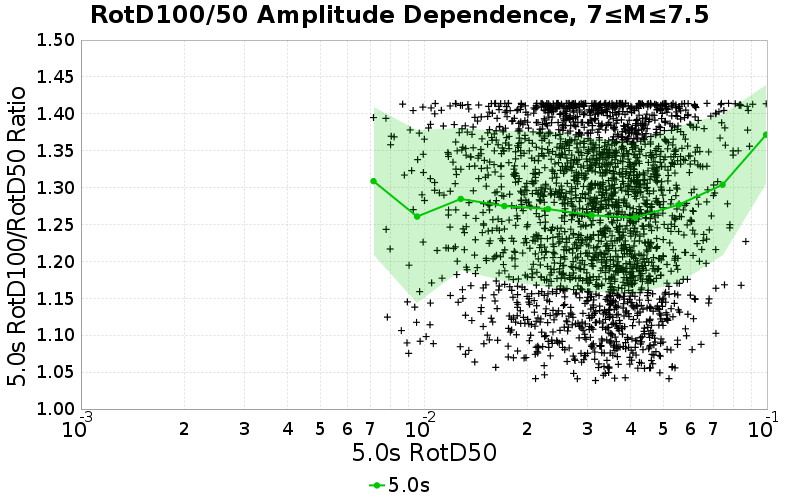 RotD100/50 Amplitude Dependence, 7≤M≤7.5
5.0s RotD100/RotD50 Ratio
1.50
1.45
1.40
1.35
1.30
1.25
1.20
1.15
1.10
1.05
1.00
10^-3 2 3 4 5 6 7 10^-2 2 3 4 5 6 7 10^-1
5.0s RotD50
5.0s